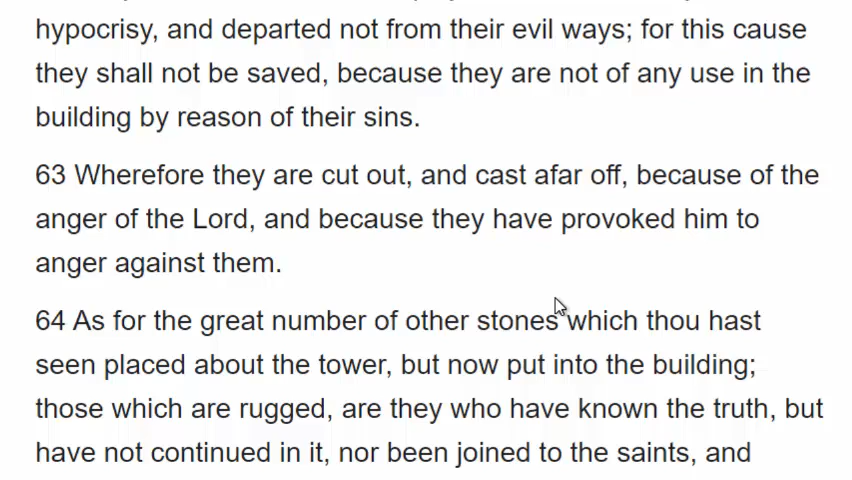 hypocrisy, and departed not from their evil ways; for this cause
they shall not be saved, because they are not of any use in the
building by reason of their sins.
63 Wherefore they are cut out, and cast afar off, because of the
anger of the Lord, and because they have provoked him to
anger against them.
64 As for the great number of other stones which thou hast
seen placed about the tower, but now put into the building;
those which are rugged, are they who have known the truth, but
have not continued in it, nor been joined to the saints, and